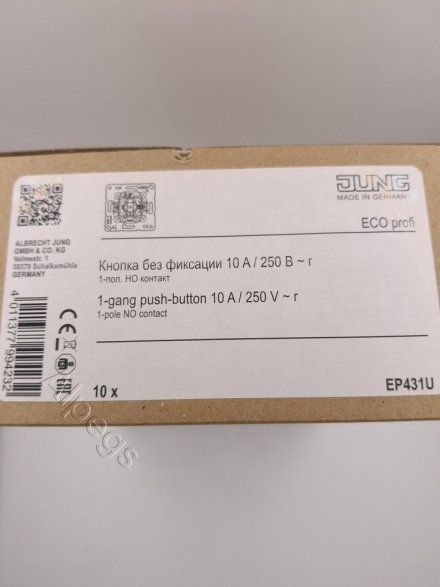 JUNG
MADE IN GERMANY
ECO profi
ALBRECHT JUNG
GMBH & CO. KG
Volmestr. 1
58579 Schalksmühle
GERMANY
Кнопка без фиксации 10 A / 250 B ~ r
1-пол. НО контакт
1-gang push-button 10 A / 250 V ~ r
1-pole NO contact
4 011377 994232
CE
EAC
10 x
EP431U